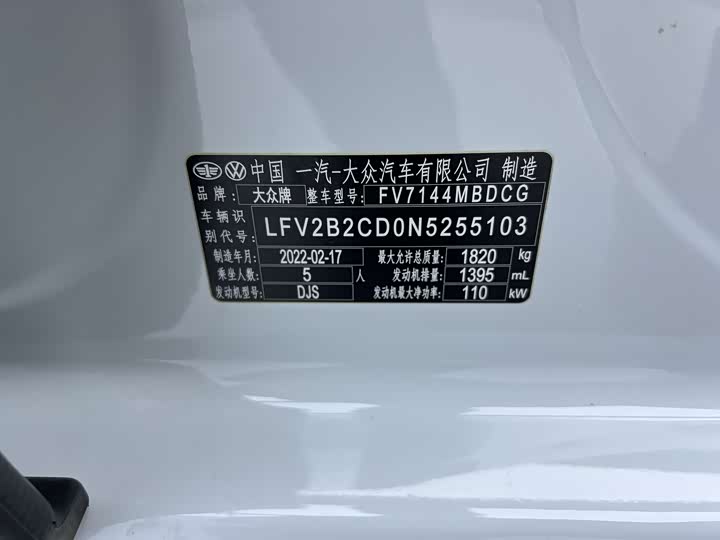 中国 一汽-大众汽车有限公司 制造
品牌: 大众牌 整车型号: FV7144MBDCG
车辆识别代号: LFV2B2CD0N5255103
制造年月: 2022-02-17 最大允许总质量: 1820 kg
乘坐人数: 5 人 发动机排量: 1395 mL
发动机型号: DJS 发动机最大净功率: 110 kW